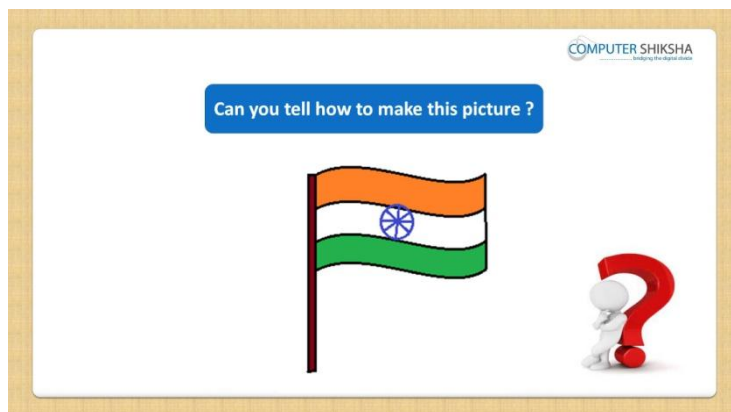 COMPUTER SHIKSHA
bridging the digital divide
Can you tell how to make this picture ?